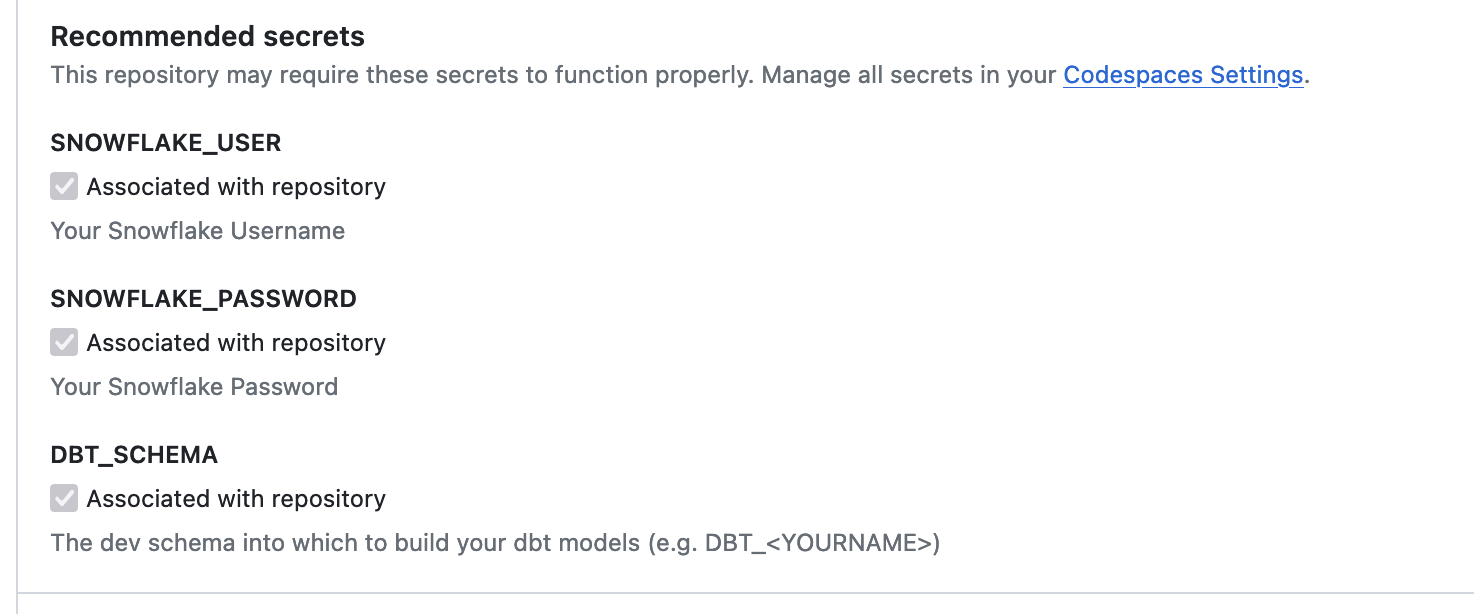 Recommended secrets
This repository may require these secrets to function properly. Manage all secrets in your Codespaces Settings.
SNOWFLAKE_USER
Associated with repository
Your Snowflake Username
SNOWFLAKE_PASSWORD
Associated with repository
Your Snowflake Password
DBT_SCHEMA
Associated with repository
The dev schema into which to build your dbt models (e.g. DBT_<YOURNAME>)